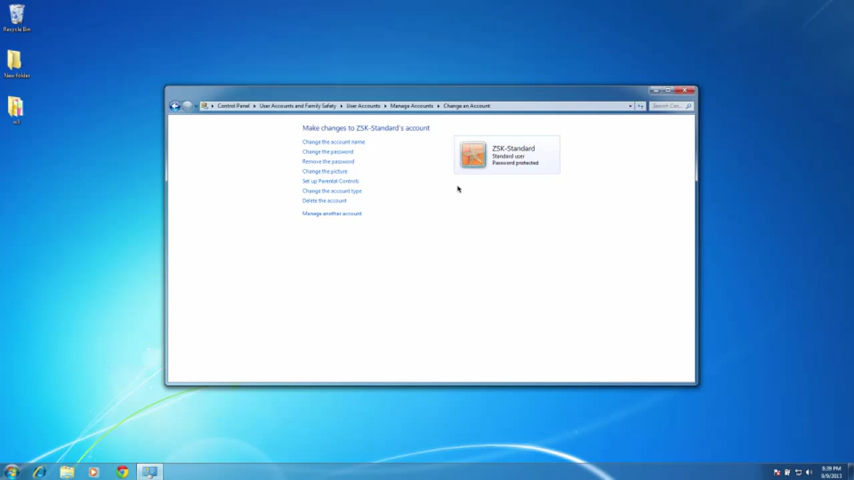 Recycle Bin
New folder
Control Panel
User Accounts and Family Safety
User Accounts
Manage Accounts
Change an Account
Search Con...
Make changes to ZSK-Standard's account
Change the account name
Change the password
Remove the password
Change the picture
Set up Parental Controls
Change the account type
Delete the account
Manage another account
ZSK-Standard
Standard user
Password protected
8:39 PM